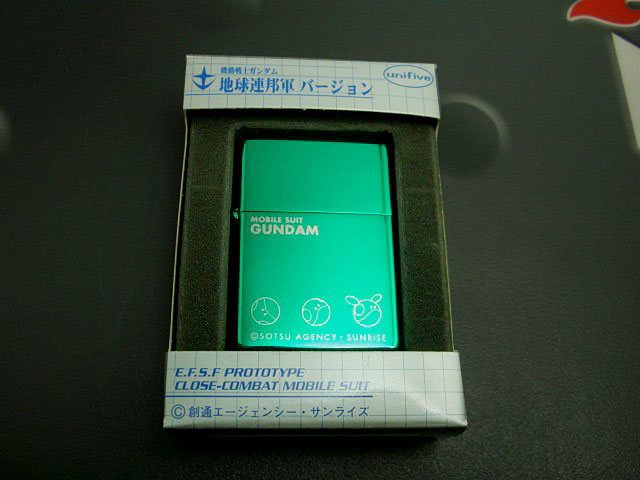 機動戦士ガンダム
地球連邦軍 バージョン
unifive
MOBILE SUIT
GUNDAM
©SOTSU AGENCY・SUNRISE
E.F.S.F PROTOTYPE
CLOSE-COMBAT MOBILE SUIT
©創通エージェンシー・サンライズ